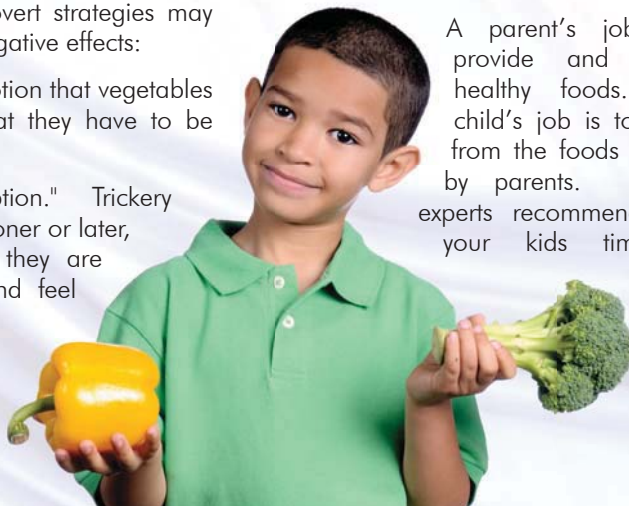 overt strategies may
gative effects:
tion that vegetables
at they have to be
tion." Trickery
oner or later,
they are
nd feel
A parent's job
provide and
healthy foods.
child's job is to
from the foods
by parents.
experts recommen
your kids tim